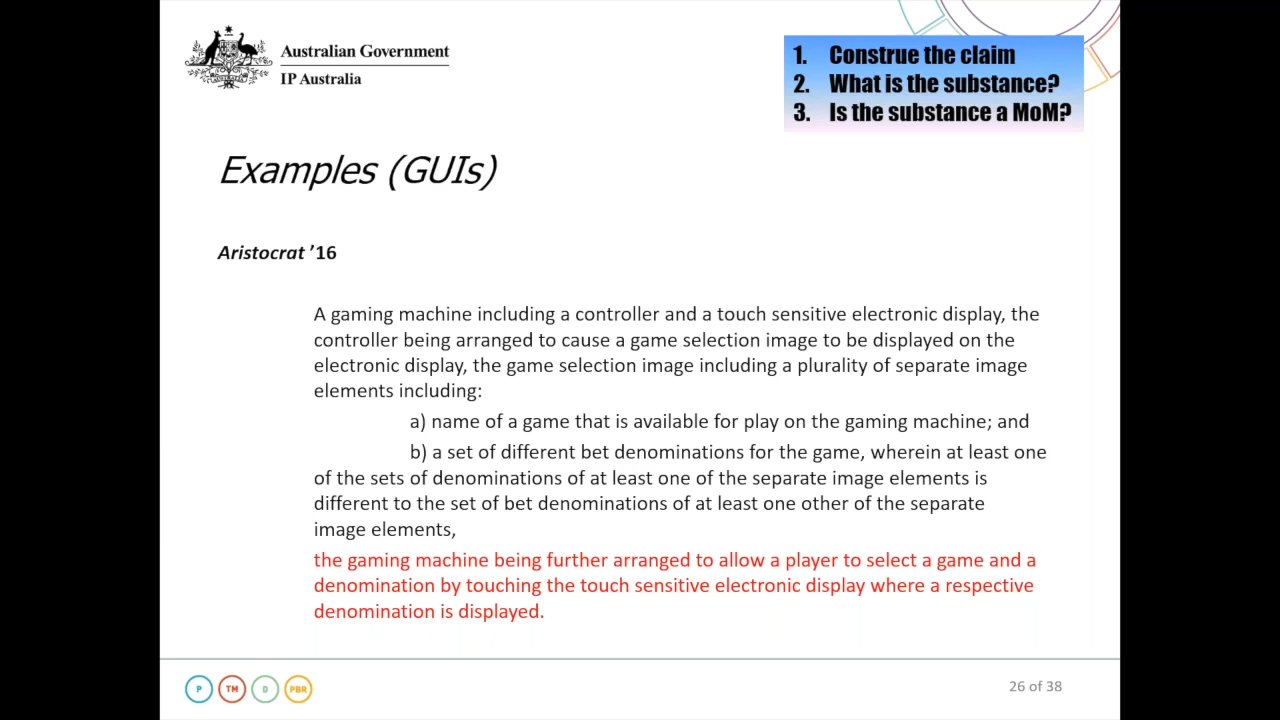 Australian Government
IP Australia
1. Construe the claim
2. What is the substance?
3. Is the substance a MoM?
Examples (GUIs)
Aristocrat ’16
A gaming machine including a controller and a touch sensitive electronic display, the
controller being arranged to cause a game selection image to be displayed on the
electronic display, the game selection image including a plurality of separate image
elements including:
a) name of a game that is available for play on the gaming machine; and
b) a set of different bet denominations for the game, wherein at least one
of the sets of denominations of at least one of the separate image elements is
different to the set of bet denominations of at least one other of the separate
image elements,
the gaming machine being further arranged to allow a player to select a game and a
denomination by touching the touch sensitive electronic display where a respective
denomination is displayed.
P TM D PBR
26 of 38